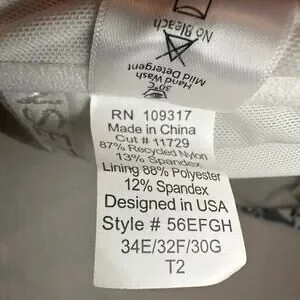 No Bleach
Hand Wash
Mild Detergent
30°C
RN 109317
Made in China
Cut # 11729
87% Recycled Nylon
13% Spandex
Lining 88% Polyester
12% Spandex
Designed in USA
Style # 56EFGH
34E/32F/30G
T2